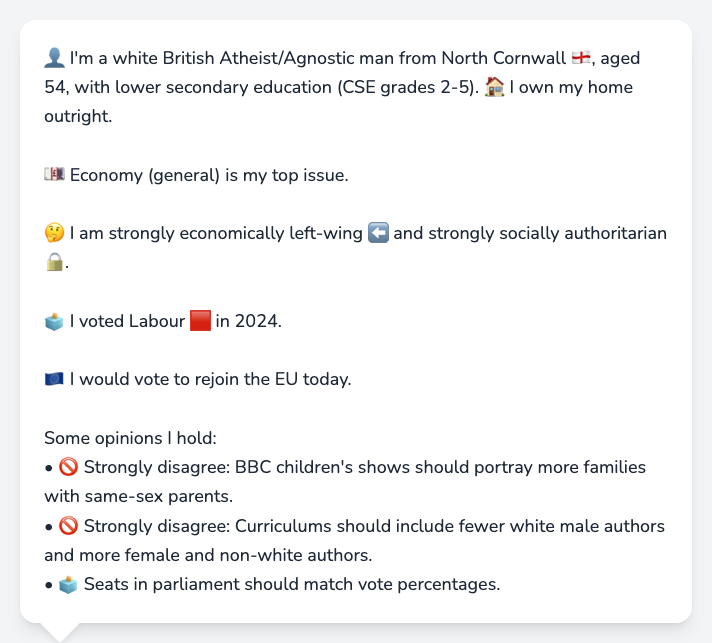 👤 I'm a white British Atheist/Agnostic man from North Cornwall 🏴󠁧󠁢󠁥󠁮󠁧󠁿, aged
54, with lower secondary education (CSE grades 2-5). 🏠 I own my home
outright.
💷 Economy (general) is my top issue.
🤔 I am strongly economically left-wing ⬅️ and strongly socially authoritarian
🔒.
🗳️ I voted Labour 🟥 in 2024.
🇪🇺 I would vote to rejoin the EU today.
Some opinions I hold:
• 🚫 Strongly disagree: BBC children's shows should portray more families
with same-sex parents.
• 🚫 Strongly disagree: Curriculums should include fewer white male authors
and more female and non-white authors.
• 🗳️ Seats in parliament should match vote percentages.